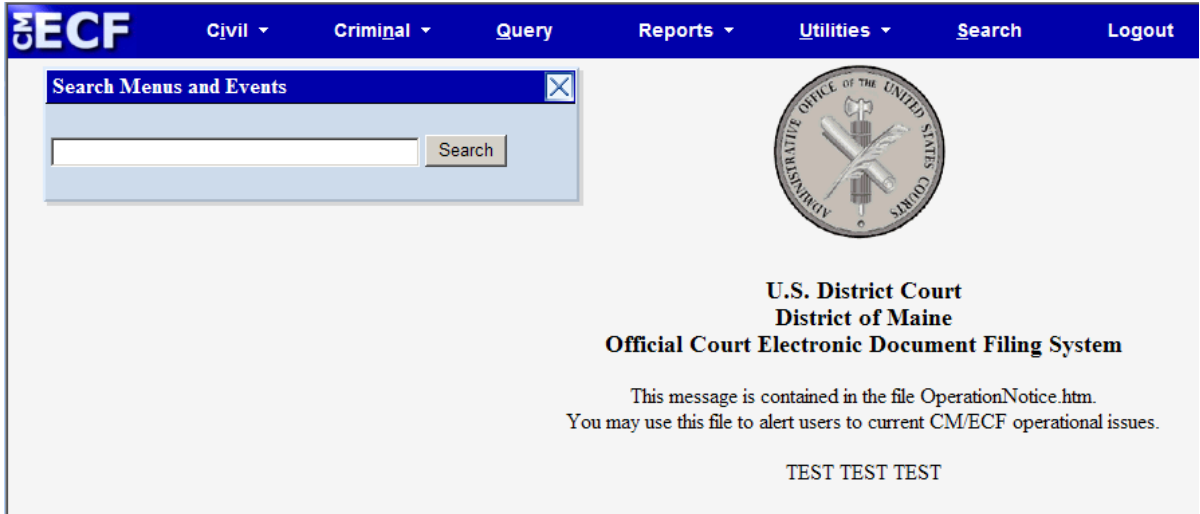 CM ECF Civil Criminal Query Reports Utilities Search Logout
Search Menus and Events
Search
ADMINISTRATIVE OFFICE OF THE UNITED STATES COURTS
U.S. District Court
District of Maine
Official Court Electronic Document Filing System
This message is contained in the file OperationNotice.htm.
You may use this file to alert users to current CM/ECF operational issues.
TEST TEST TEST